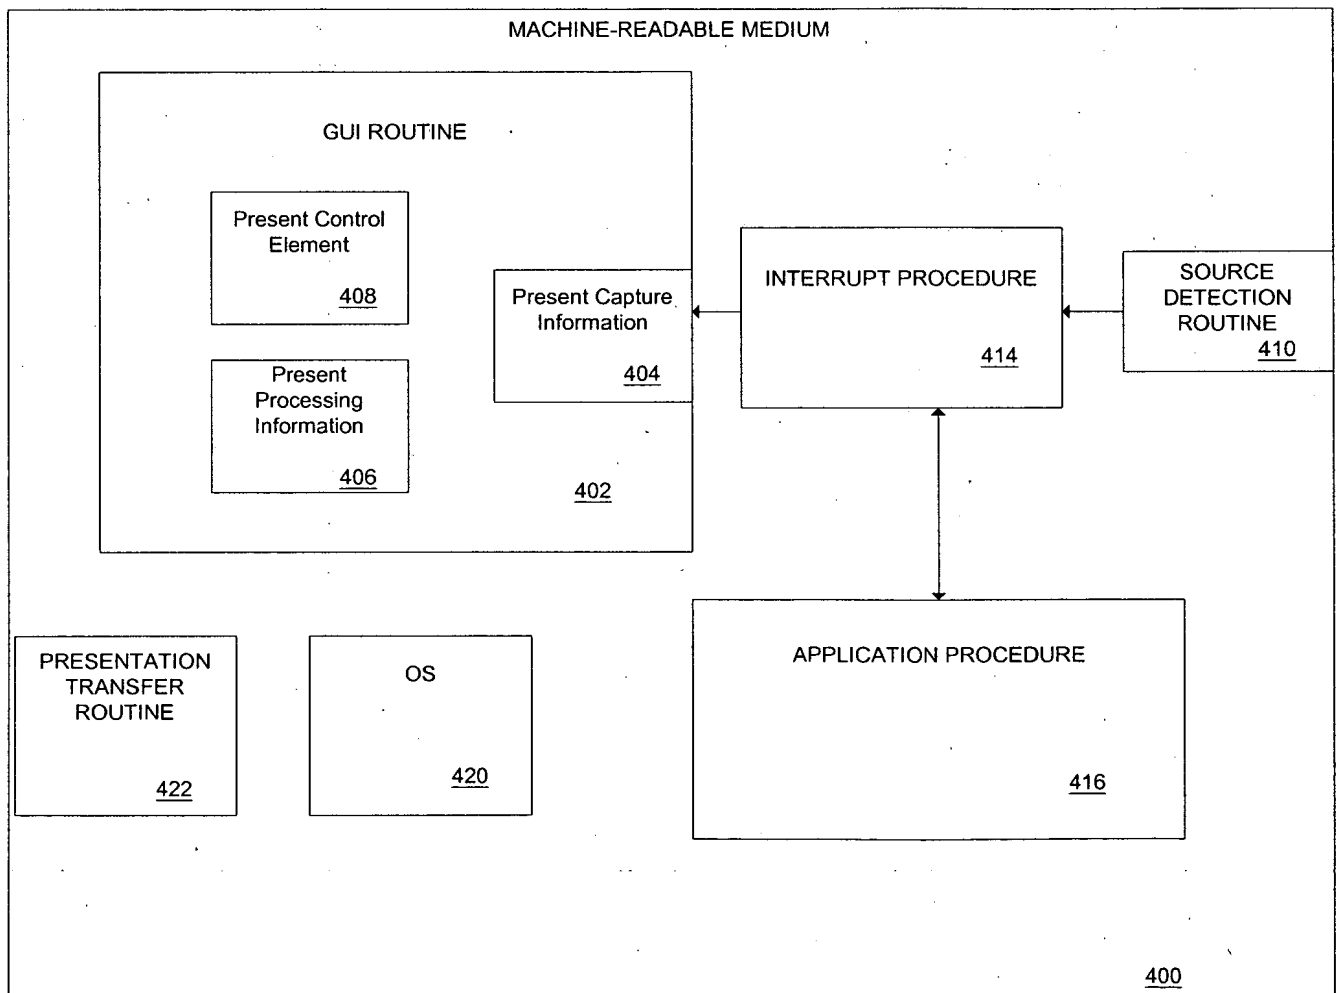 MACHINE-READABLE MEDIUM
GUI ROUTINE
Present Control
Element
408
Present Capture
Information
404
Present
Processing
Information
406
402
INTERRUPT PROCEDURE
414
SOURCE
DETECTION
ROUTINE
410
PRESENTATION
TRANSFER
ROUTINE
422
OS
420
APPLICATION PROCEDURE
416
400